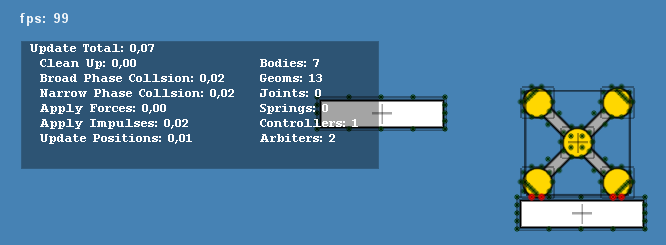 fps: 99
Update Total: 0,07
Clean Up: 0,00 Bodies: 7
Broad Phase Collsion: 0,02 Geoms: 13
Narrow Phase Collsion: 0,02 Joints: 0
Apply Forces: 0,00 Springs: 0
Apply Impulses: 0,02 Controllers: 1
Update Positions: 0,01 Arbiters: 2